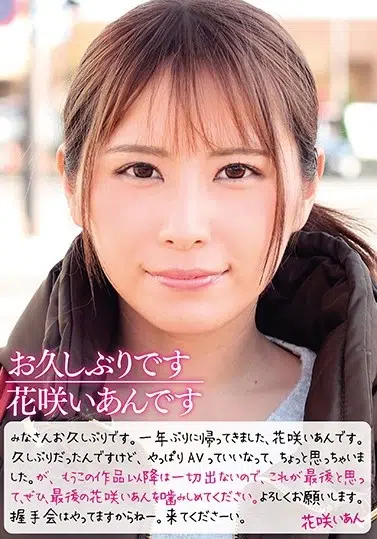 お久しぶりです
花咲いあんです
みなさんお久しぶりです。一年ぶりに帰ってきました、花咲いあんです。
久しぶりだったんですけど、やっぱりAVっていいなって、ちょっと思っちゃいま
した。が、もうこの作品以降は一切出ないので、これが最後と思っ
て、ぜひ、最後の花咲いあんを噛みしめてください。よろしくお願いします。
握手会はやってますからねー。来てくださーい。
花咲いあん